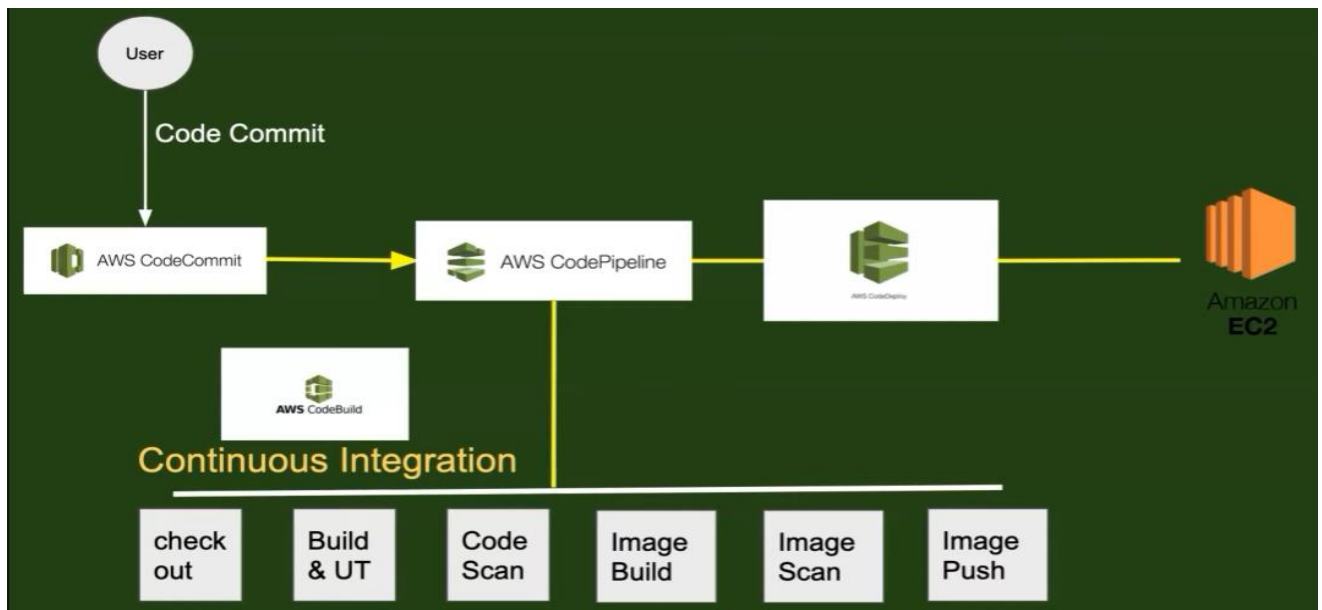 User
Code Commit
AWS CodeCommit
AWS CodePipeline
AWS CodeDeploy
Amazon
EC2
AWS CodeBuild
Continuous Integration
check
out
Build
& UT
Code
Scan
Image
Build
Image
Scan
Image
Push